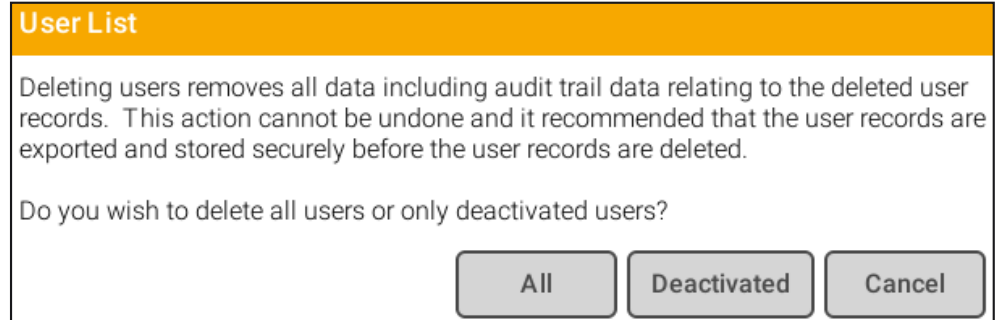 User List
Deleting users removes all data including audit trail data relating to the deleted user
records.  This action cannot be undone and it recommended that the user records are
exported and stored securely before the user records are deleted.
Do you wish to delete all users or only deactivated users?
All
Deactivated
Cancel